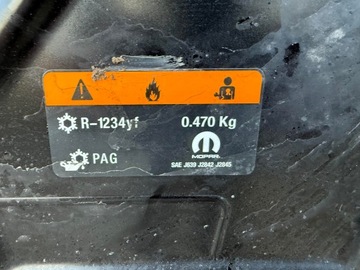 R-1234yf 0.470 Kg
MOPAR
PAG
SAE J639 J2842 J2845